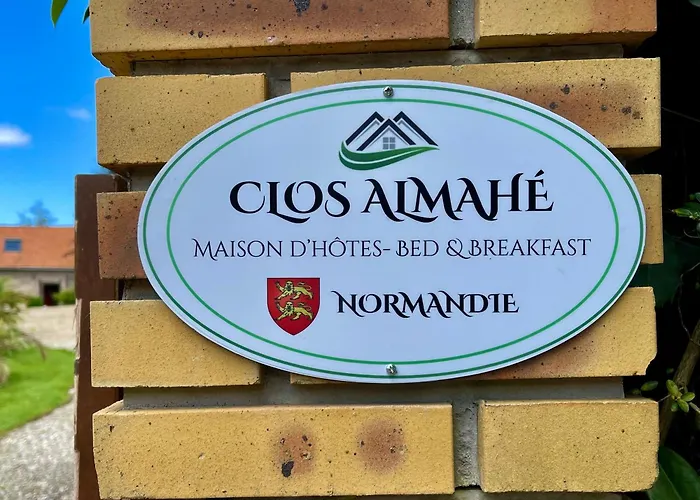 CLOS ALMAHÉ
MAISON D'HÔTES- BED & BREAKFAST
NORMANDIE